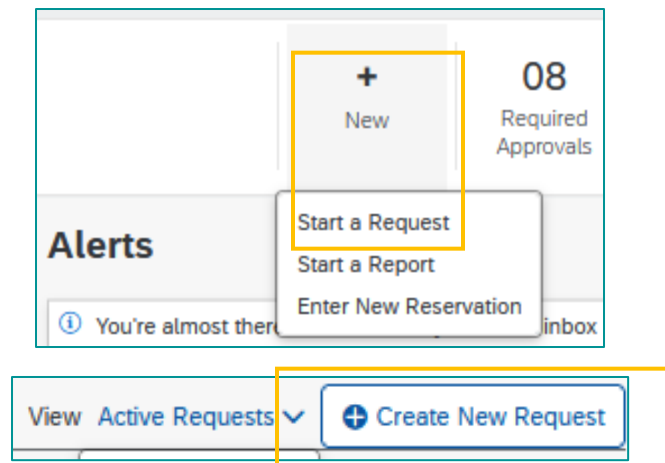 +
New
08
Required
Approvals
Start a Request
Alerts
Start a Report
Enter New Reservation
You're almost ther
inbox
View Active Requests
Create New Request